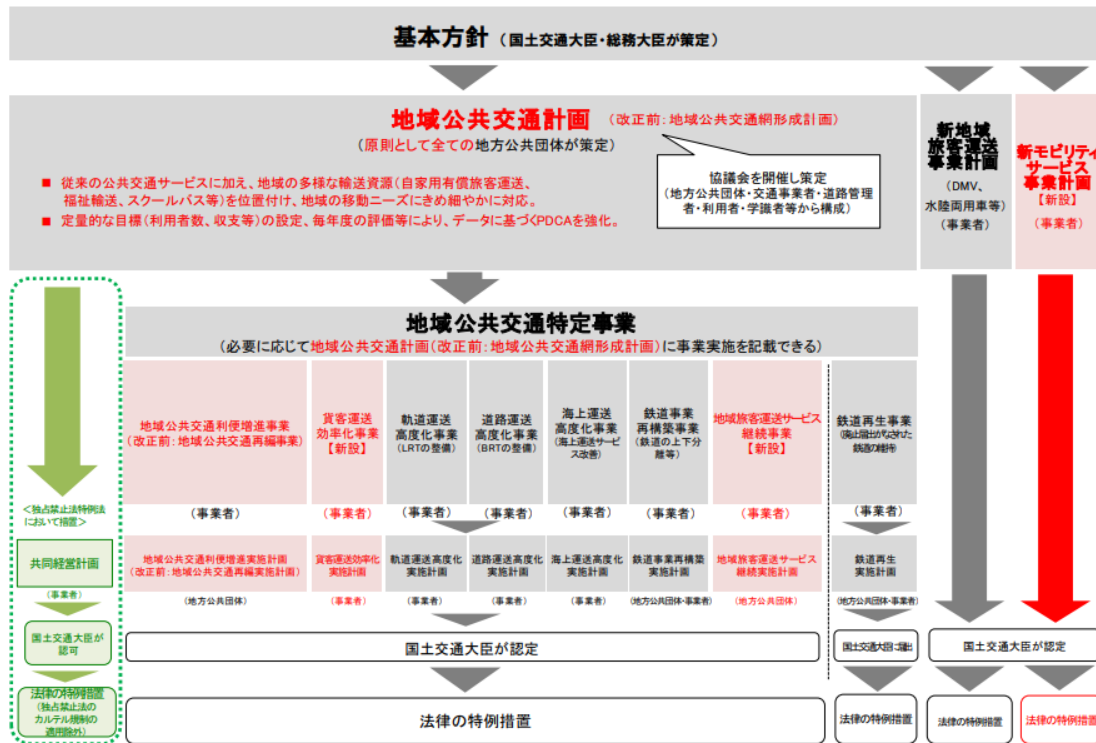 基本方針（国土交通大臣・総務大臣が策定）
地域公共交通計画（改正前：地域公共交通網形成計画）
（原則として全ての地方公共団体が策定）
■ 従来の公共交通サービスに加え、地域の多様な輸送資源（自家用有償旅客運送、
福祉輸送、スクールバス等）を位置付け、地域の移動ニーズにきめ細やかに対応。
■ 定量的な目標（利用者数、収支等）の設定、毎年度の評価等により、データに基づくPDCAを強化。
協議会を開催し策定
（地方公共団体・交通事業者・道路管理
者・利用者・学識者等から構成）
新地域
旅客運送
事業計画
（DMV、
水陸両用車等）
（事業者）
新モビリティ
サービス
事業計画
【新設】
（事業者）
地域公共交通特定事業
（必要に応じて地域公共交通計画（改正前：地域公共交通網形成計画）に事業実施を記載できる）
地域公共交通利便増進事業
（改正前：地域公共交通再編事業）
（事業者）
貨客運送
効率化事業
【新設】
（事業者）
軌道運送
高度化事業
（LRTの整備）
（事業者）
道路運送
高度化事業
（BRTの整備）
（事業者）
海上運送
高度化事業
（海上運送サービ
ス改善）
（事業者）
鉄道事業
再構築事業
（鉄道の上下分
離等）
（事業者）
地域旅客運送サービス
継続事業
【新設】
（事業者）
鉄道再生事業
（廃止届出がなされた
鉄道の維持）
（事業者）
＜独占禁止法特例法
において措置＞
共同経営計画
（事業者）
国土交通大臣が
認可
法律の特例措置
（独占禁止法の
カルテル規制の
適用除外）
地域公共交通利便増進実施計画
（改正前：地域公共交通再編実施計画）
（地方公共団体）
貨客運送効率化
実施計画
（事業者）
軌道運送高度化
実施計画
（事業者）
道路運送高度化
実施計画
（事業者）
海上運送高度化
実施計画
（事業者）
鉄道事業再構築
実施計画
（地方公共団体・事業者）
地域旅客運送サービス
継続実施計画
（地方公共団体）
鉄道再生
実施計画
（地方公共団体・事業者）
国土交通大臣が認定
国土交通大臣に届出
国土交通大臣が認定
法律の特例措置
法律の特例措置
法律の特例措置
法律の特例措置